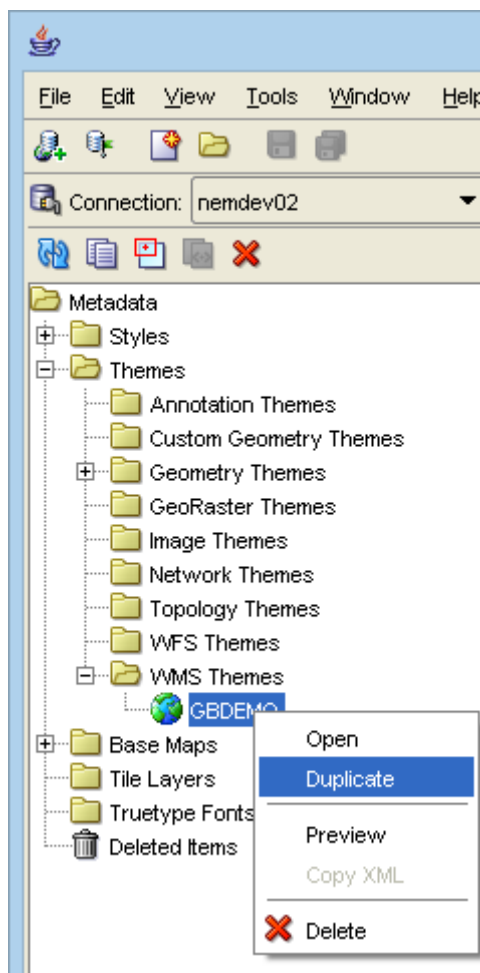 File Edit View Tools Window Help
Connection: nemdev02
Metadata
Styles
Themes
Annotation Themes
Custom Geometry Themes
Geometry Themes
GeoRaster Themes
Image Themes
Network Themes
Topology Themes
WFS Themes
WMS Themes
GBDEMO
Base Maps
Tile Layers
Truetype Fonts
Deleted Items
Open
Duplicate
Preview
Copy XML
Delete